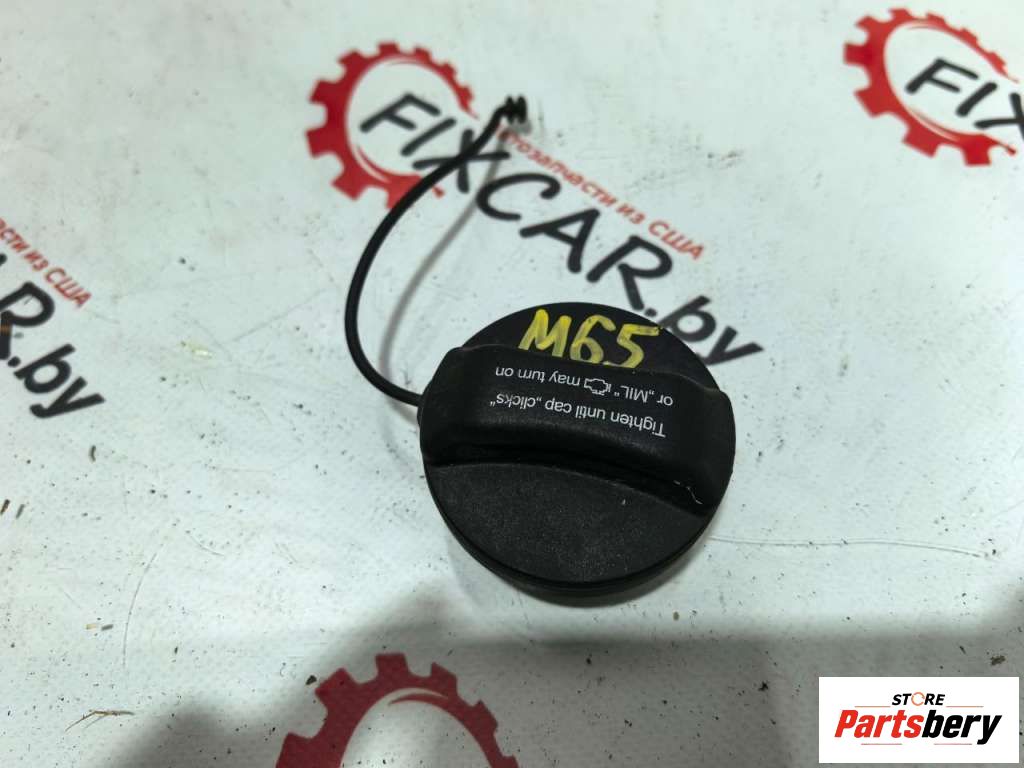 FIXCAR.by
автозапчасти из США
FIX
сти из США
R.by
M65
Tighten until cap „clicks“
or „MIL“ may turn on
STORE
Partsbery